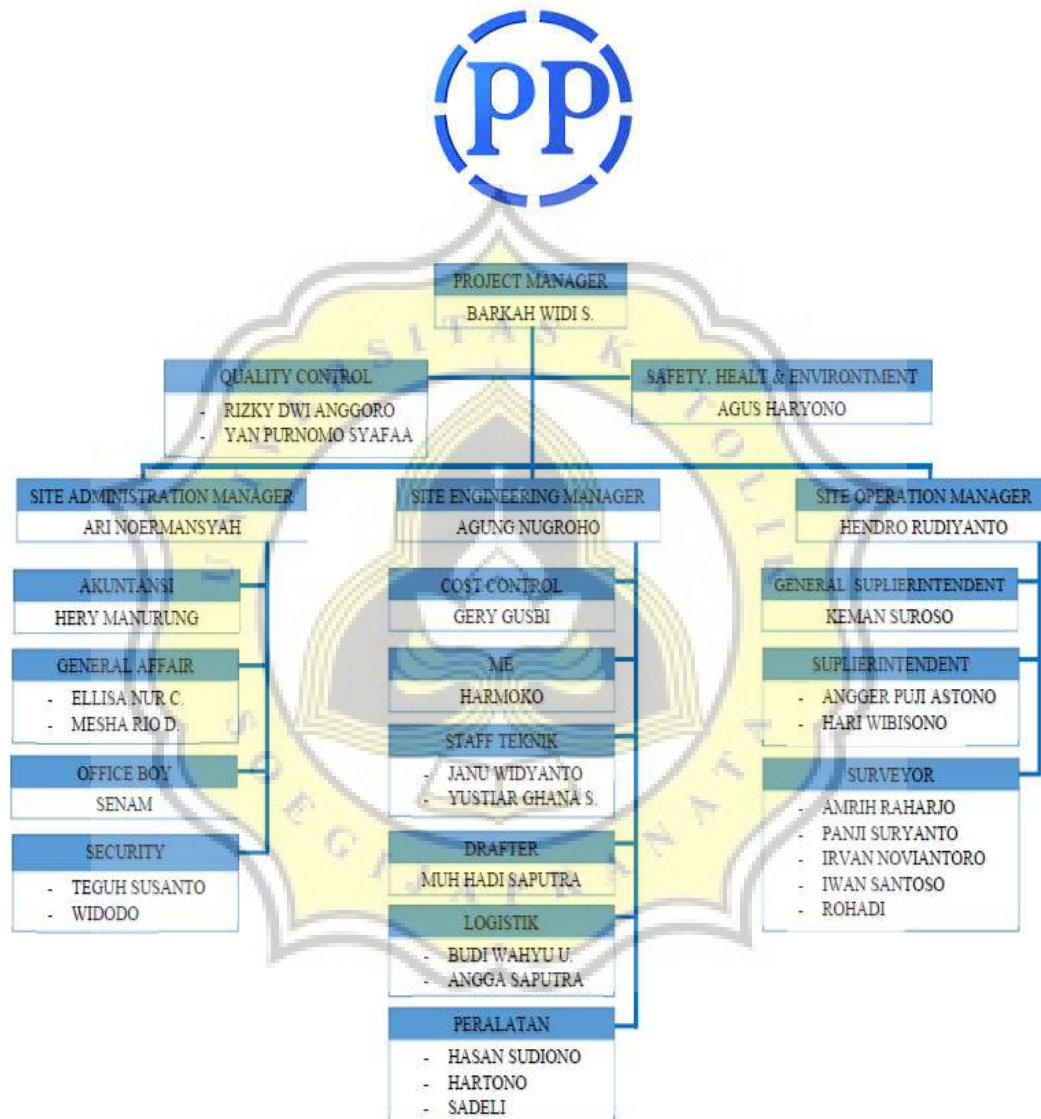 PP
PROJECT MANAGER
BARKAH WIDI S.
QUALITY CONTROL
- RIZKY DWI ANGGORO
- YAN PURNOMO SYAFAA
SAFETY, HEALT & ENVIRONTMENT
AGUS HARYONO
SITE ADMINISTRATION MANAGER
ARI NOERMANSYAH
AKUNTANSI
HERY MANURUNG
GENERAL AFFAIR
- ELLISA NUR C.
- MESHA RIO D.
OFFICE BOY
SENAM
SECURITY
- TEGUH SUSANTO
- WIDODO
SITE ENGINEERING MANAGER
AGUNG NUGROHO
COST CONTROL
GERY GUSBI
ME
HARMOKO
STAFF TEKNIK
- JANU WIDYANTO
- YUSTIAR GHANA S.
DRAFTER
MUH HADI SAPUTRA
LOGISTIK
- BUDI WAHYU U.
- ANGGA SAPUTRA
PERALATAN
- HASAN SUDIONO
- HARTONO
- SADELI
SITE OPERATION MANAGER
HENDRO RUDIYANTO
GENERAL SUPLIERINTENDENT
KEMAN SUROSO
SUPLIERINTENDENT
- ANGGER PUJI ASTONO
- HARI WIBISONO
SURVEYOR
- AMRIH RAHARJO
- PANJI SURYANTO
- IRVAN NOVIANTORO
- IWAN SANTOSO
- ROHADI
UNIVERSITAS KATOLIK
SOEGIJAPRANATA